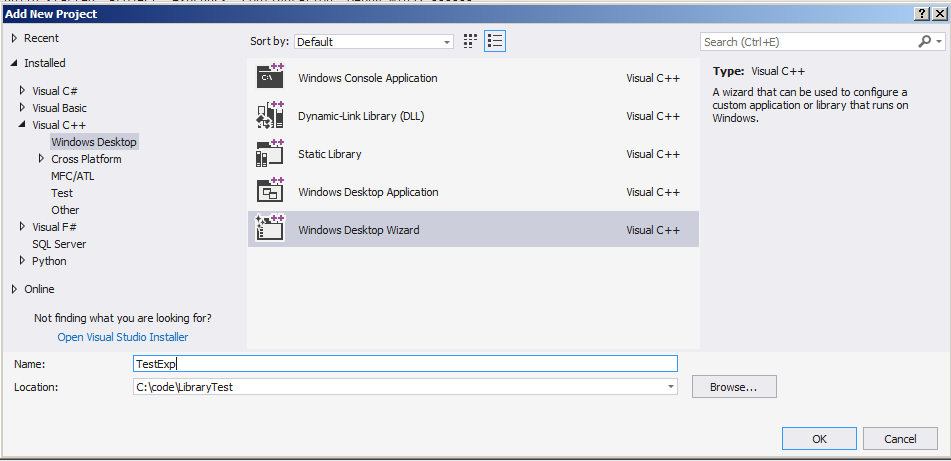 Add New Project
Recent
Installed
Visual C#
Visual Basic
Visual C++
Windows Desktop
Cross Platform
MFC/ATL
Test
Other
Visual F#
SQL Server
Python
Online
Not finding what you are looking for?
Open Visual Studio Installer
Sort by: Default
Windows Console Application Visual C++
Dynamic-Link Library (DLL) Visual C++
Static Library Visual C++
Windows Desktop Application Visual C++
Windows Desktop Wizard Visual C++
Search (Ctrl+E)
Type: Visual C++
A wizard that can be used to configure a
custom application or library that runs on
Windows.
Name: TestExp
Location: C:\code\LibraryTest
Browse...
OK Cancel